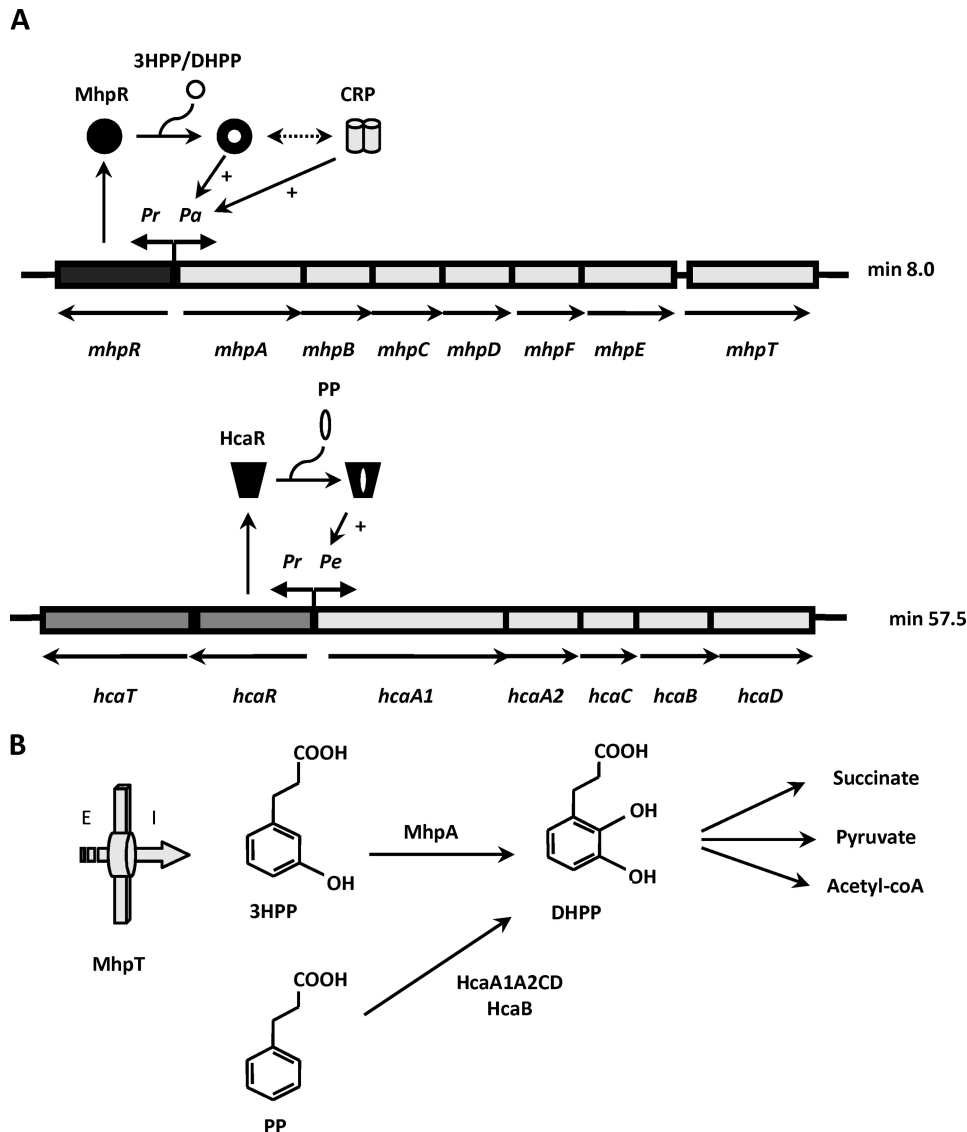 A
3HPP/DHPP
MhpR
CRP
+
+
Pr Pa
min 8.0
mhpR mhpA mhpB mhpC mhpD mhpF mhpE mhpT
PP
HcaR
+
Pr Pe
min 57.5
hcaT hcaR hcaA1 hcaA2 hcaC hcaB hcaD
B
E I
MhpT
COOH
OH
3HPP
MhpA
COOH
OH
OH
DHPP
Succinate
Pyruvate
Acetyl-coA
COOH
PP
HcaA1A2CD
HcaB